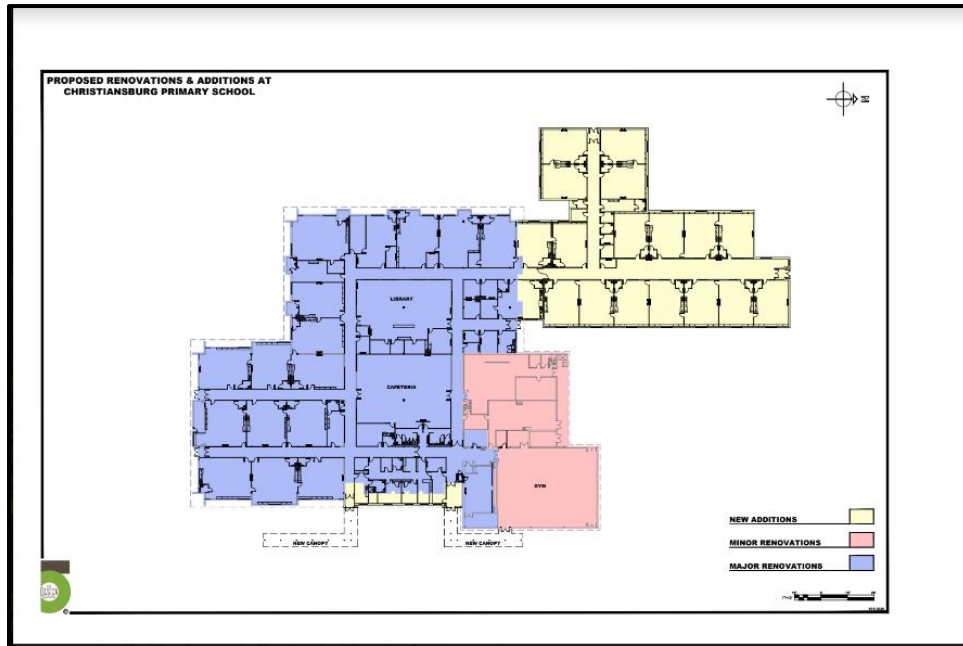 PROPOSED RENOVATIONS & ADDITIONS AT
CHRISTIANSBURG PRIMARY SCHOOL
LIBRARY
CAFETERIA
GYM
NEW CANOPY
NEW CANOPY
NEW ADDITIONS
MINOR RENOVATIONS
MAJOR RENOVATIONS